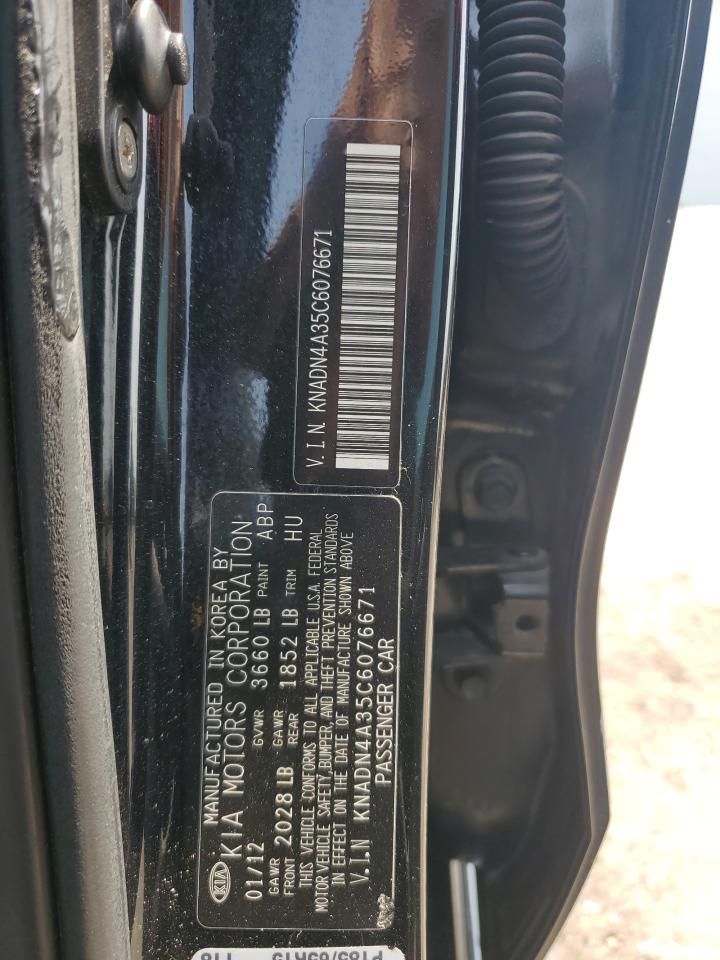 V.I.N. KNADN4A35C6076671
KIA
MANUFACTURED IN KOREA BY
KIA MOTORS CORPORATION
01/12 GVWR 3660 LB PAINT ABP
GAWR FRONT 2028 LB GAWR REAR 1852 LB TRIM HU
THIS VEHICLE CONFORMS TO ALL APPLICABLE U.S.A. FEDERAL
MOTOR VEHICLE SAFETY, BUMPER, AND THEFT PREVENTION STANDARDS
IN EFFECT ON THE DATE OF MANUFACTURE SHOWN ABOVE
V.I.N KNADN4A35C6076671
PASSENGER CAR